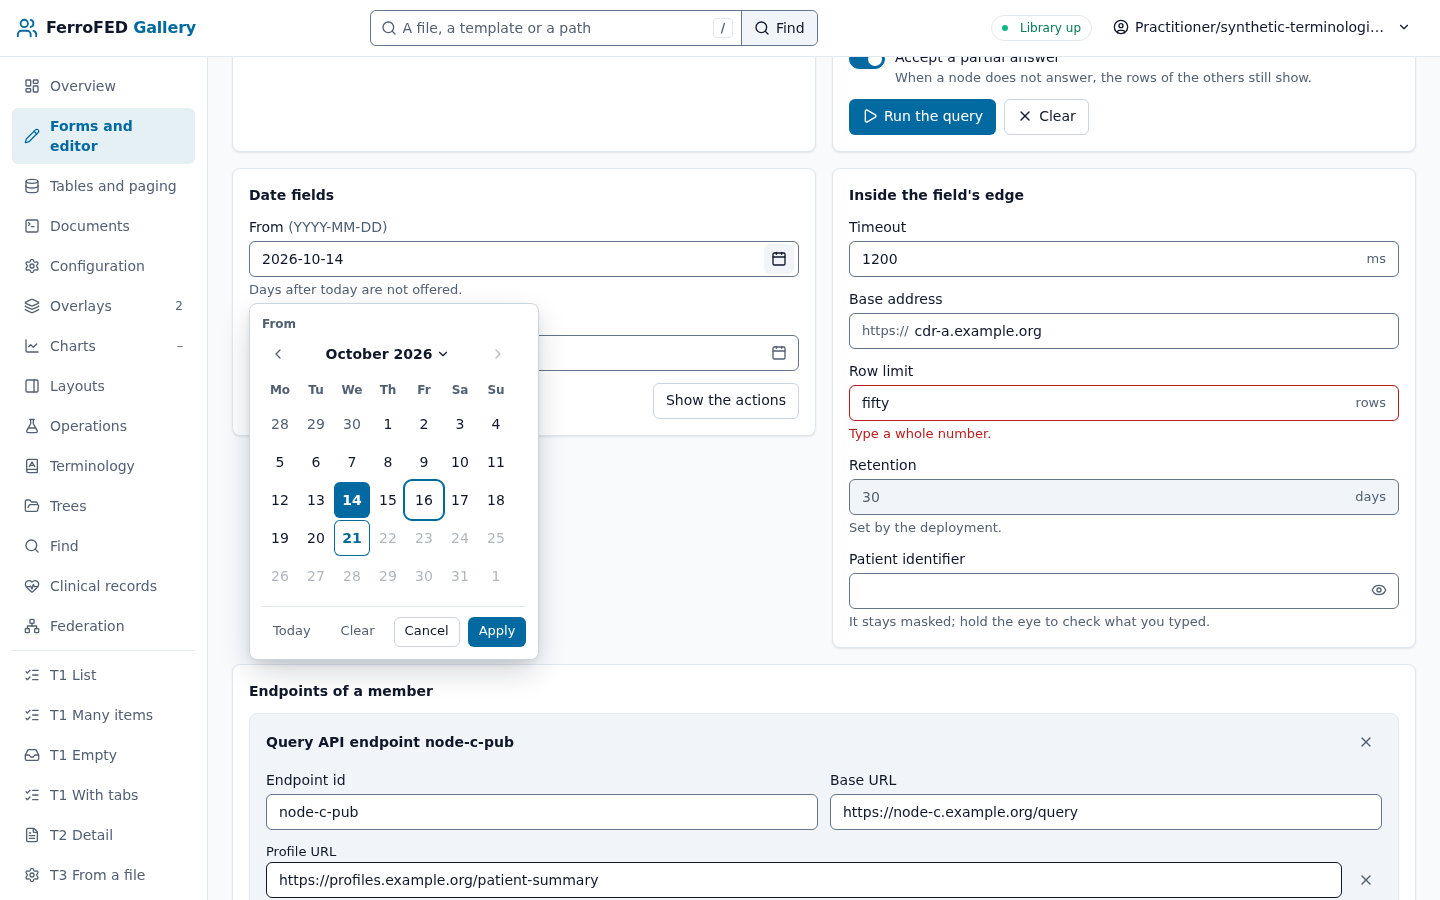 FerroFED Gallery
A file, a template or a path
/
Find
Library up
Practitioner/synthetic-terminologi...
Overview
Forms and
editor
Tables and paging
Documents
Configuration
Overlays 2
Charts –
Layouts
Operations
Terminology
Trees
Find
Clinical records
Federation
T1 List
T1 Many items
T1 Empty
T1 With tabs
T2 Detail
T3 From a file
Accept a partial answer
When a node does not answer, the rows of the others still show.
Run the query
Clear
Date fields
From (YYYY-MM-DD)
2026-10-14
Days after today are not offered.
From
October 2026
Mo Tu We Th Fr Sa Su
28 29 30 1 2 3 4
5 6 7 8 9 10 11
12 13 14 15 16 17 18
19 20 21 22 23 24 25
26 27 28 29 30 31 1
Today Clear Cancel Apply
Show the actions
Inside the field's edge
Timeout
1200 ms
Base address
https:// cdr-a.example.org
Row limit
fifty rows
Type a whole number.
Retention
30 days
Set by the deployment.
Patient identifier
It stays masked; hold the eye to check what you typed.
Endpoints of a member
Query API endpoint node-c-pub
Endpoint id
node-c-pub
Base URL
https://node-c.example.org/query
Profile URL
https://profiles.example.org/patient-summary